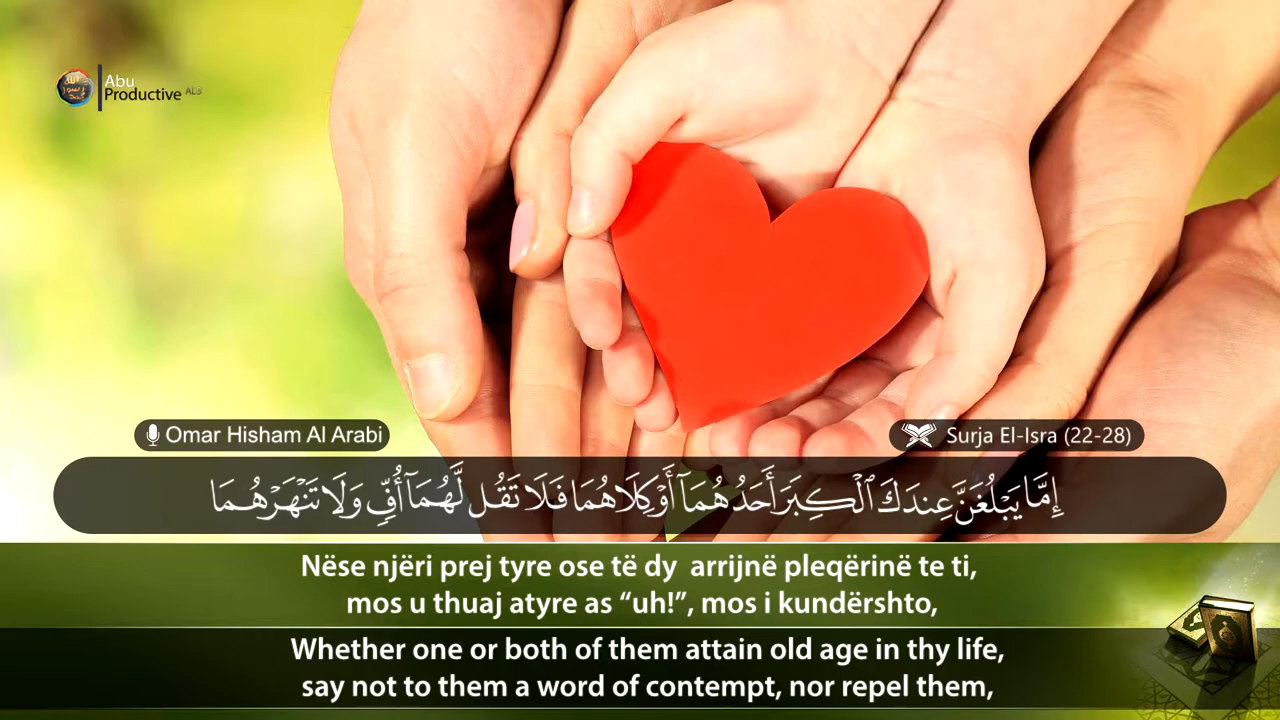 Abu
Productive ALB
Omar Hisham Al Arabi
Surja El-Isra (22-28)
إِمَّا يَبْلُغَنَّ عِندَكَ ٱلْكِبَرَ أَحَدُهُمَآ أَوْ كِلَاهُمَا فَلَا تَقُل لَّهُمَآ أُفٍّ وَلَا تَنْهَرْهُمَا
Nëse njëri prej tyre ose të dy arrijnë pleqërinë te ti,
mos u thuaj atyre as “uh!”, mos i kundërshto,
Whether one or both of them attain old age in thy life,
say not to them a word of contempt, nor repel them,